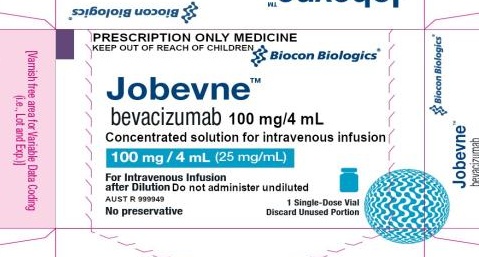 Biocon Biologics®
Jobevne™
PRESCRIPTION ONLY MEDICINE
KEEP OUT OF REACH OF CHILDREN
Biocon Biologics®
Jobevne™
bevacizumab 100 mg/4 mL
Concentrated solution for intravenous infusion
100 mg / 4 mL (25 mg/mL)
For Intravenous Infusion
after Dilution Do not administer undiluted
AUST R 999949
No preservative
1 Single-Dose Vial
Discard Unused Portion
[Varnish free area for Variable Data Coding
(i.e., Lot and Exp.)]
Biocon Biologics®
Jobevne™
bevacizumab